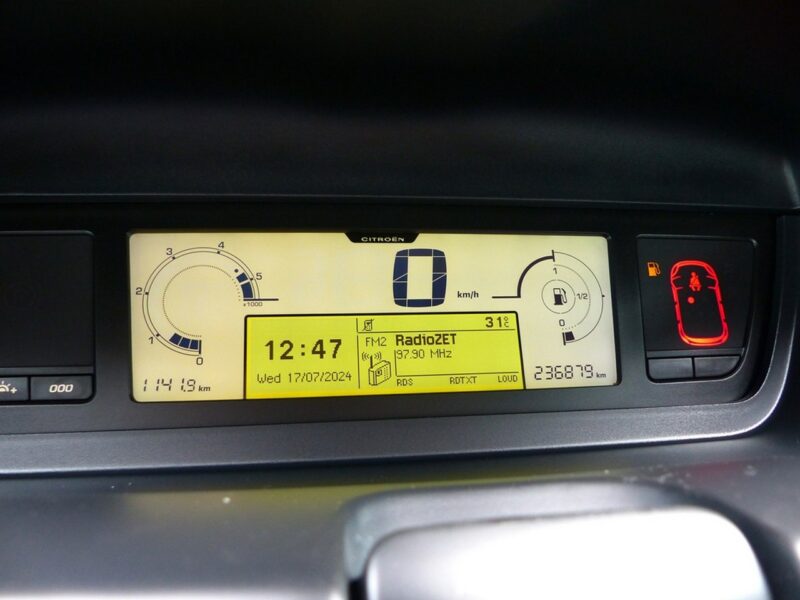 CITROËN
4
3
5
2
x1000
1
0
0
km/h
1
1/2
0
31°C
FM2 RadioZET
12:47
97.90 MHz
Wed 17/07/2024
RDS RDTXT LOUD
1141.9 km
236879 km
000